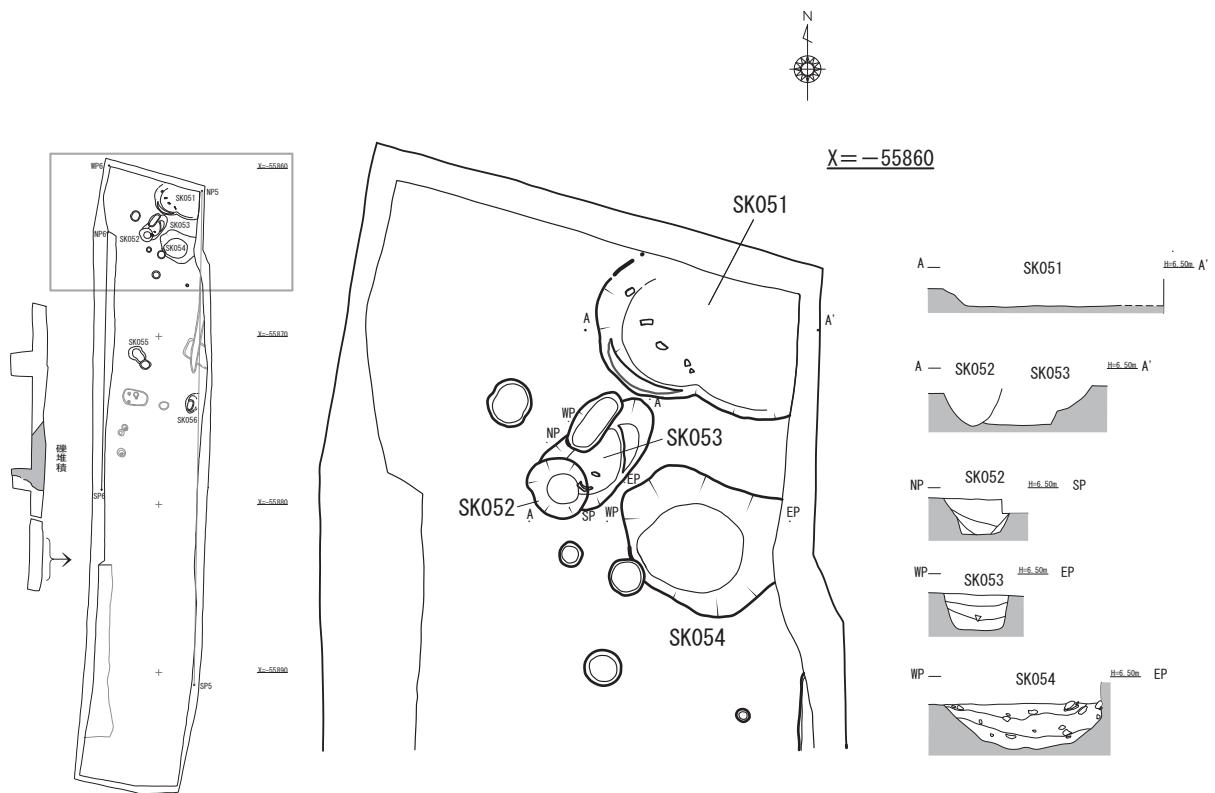 N
WP6
X=-55860
SK051
NP5
NP6
SK053
SK052
SK054
X=-55870
SK055
SK056
礫堆積
SP6
X=-55880
X=-55890
SP5
X=-55860
SK051
A
A'
A
WP
NP
SK053
EP
SK052
A
SP
WP
EP
SK054
A
SK051
H=6.50m
A'
A
SK052
SK053
H=6.50m
A'
NP
SK052
H=6.50m
SP
WP
SK053
H=6.50m
EP
WP
SK054
H=6.50m
EP